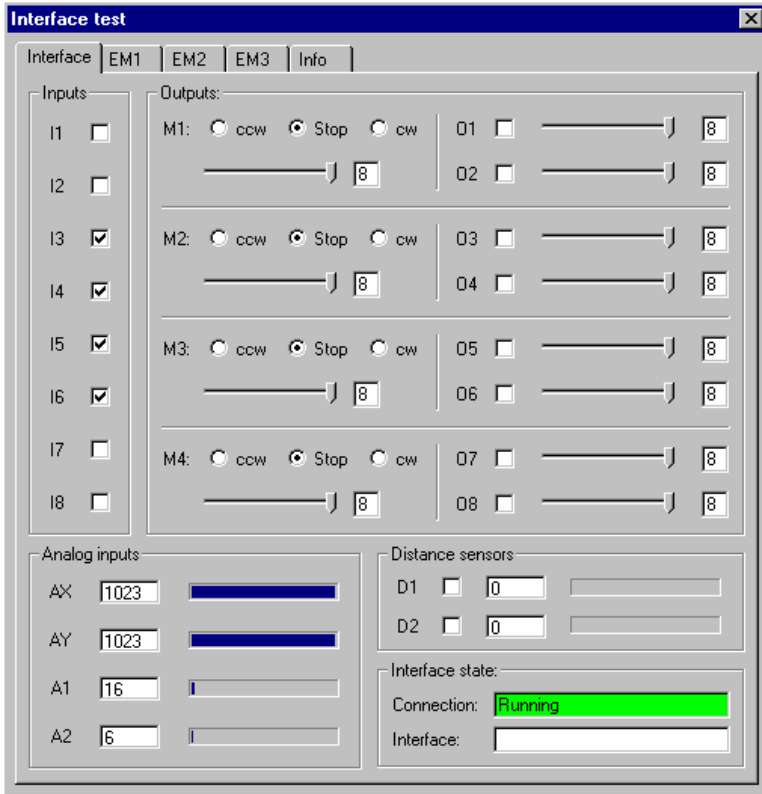 Interface test
Interface EM1 EM2 EM3 Info
Inputs
I1
I2
I3
I4
I5
I6
I7
I8
Outputs:
M1: ccw Stop cw
8
O1 8
O2 8
M2: ccw Stop cw
8
O3 8
O4 8
M3: ccw Stop cw
8
O5 8
O6 8
M4: ccw Stop cw
8
O7 8
O8 8
Analog inputs
AX 1023
AY 1023
A1 16
A2 6
Distance sensors
D1 0
D2 0
Interface state:
Connection: Running
Interface: